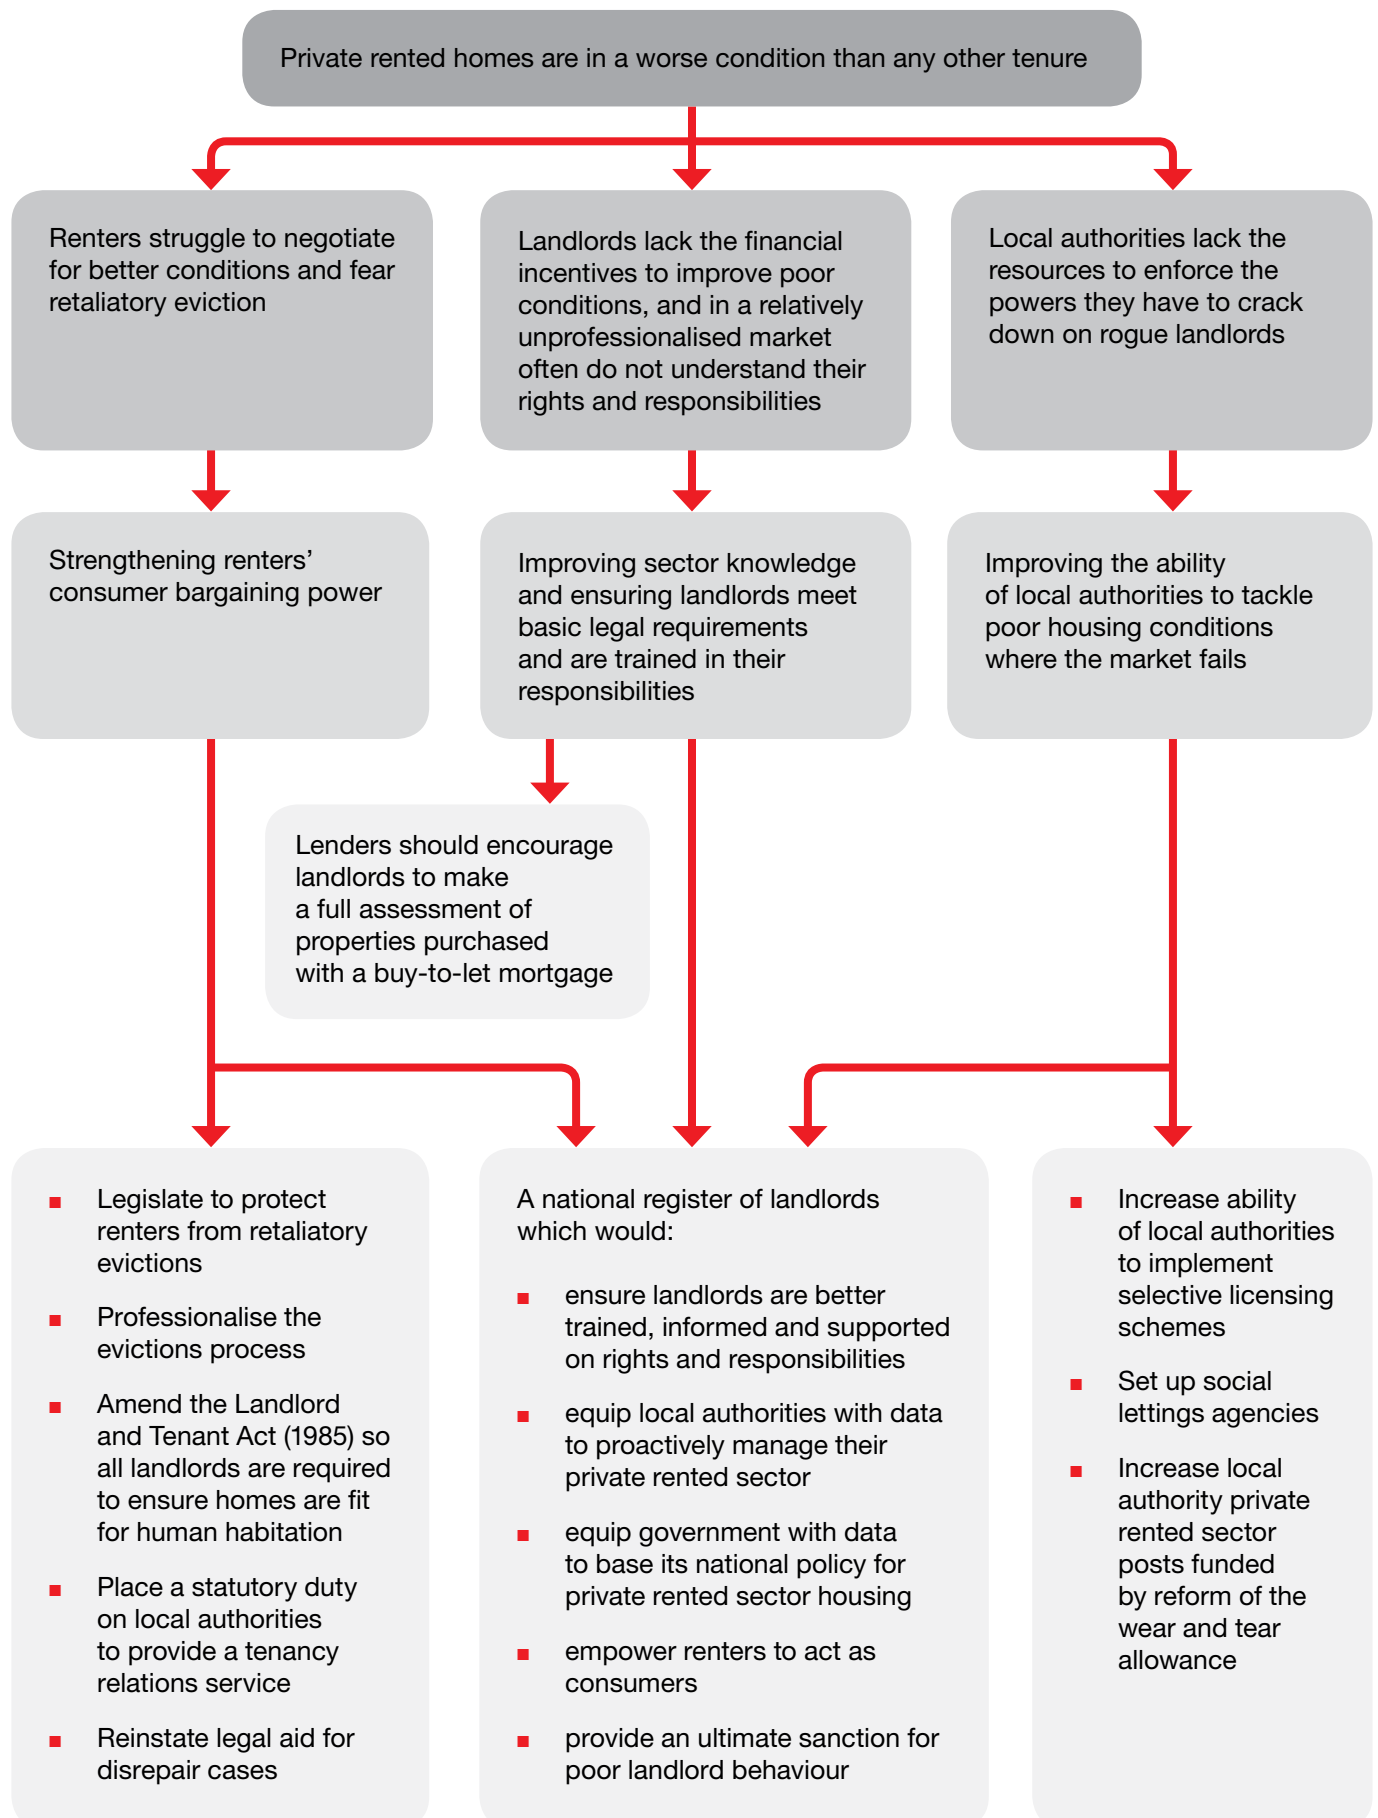 Private rented homes are in a worse condition than any other tenure
Renters struggle to negotiate
for better conditions and fear
retaliatory eviction
Landlords lack the financial
incentives to improve poor
conditions, and in a relatively
unprofessionalised market
often do not understand their
rights and responsibilities
Local authorities lack the
resources to enforce the
powers they have to crack
down on rogue landlords
Strengthening renters’
consumer bargaining power
Improving sector knowledge
and ensuring landlords meet
basic legal requirements
and are trained in their
responsibilities
Improving the ability
of local authorities to tackle
poor housing conditions
where the market fails
Lenders should encourage
landlords to make
a full assessment of
properties purchased
with a buy-to-let mortgage
■ Legislate to protect
renters from retaliatory
evictions
■ Professionalise the
evictions process
■ Amend the Landlord
and Tenant Act (1985) so
all landlords are required
to ensure homes are fit
for human habitation
■ Place a statutory duty
on local authorities
to provide a tenancy
relations service
■ Reinstate legal aid for
disrepair cases
A national register of landlords
which would:
■ ensure landlords are better
trained, informed and supported
on rights and responsibilities
■ equip local authorities with data
to proactively manage their
private rented sector
■ equip government with data
to base its national policy for
private rented sector housing
■ empower renters to act as
consumers
■ provide an ultimate sanction for
poor landlord behaviour
■ Increase ability
of local authorities
to implement
selective licensing
schemes
■ Set up social
lettings agencies
■ Increase local
authority private
rented sector
posts funded
by reform of the
wear and tear
allowance